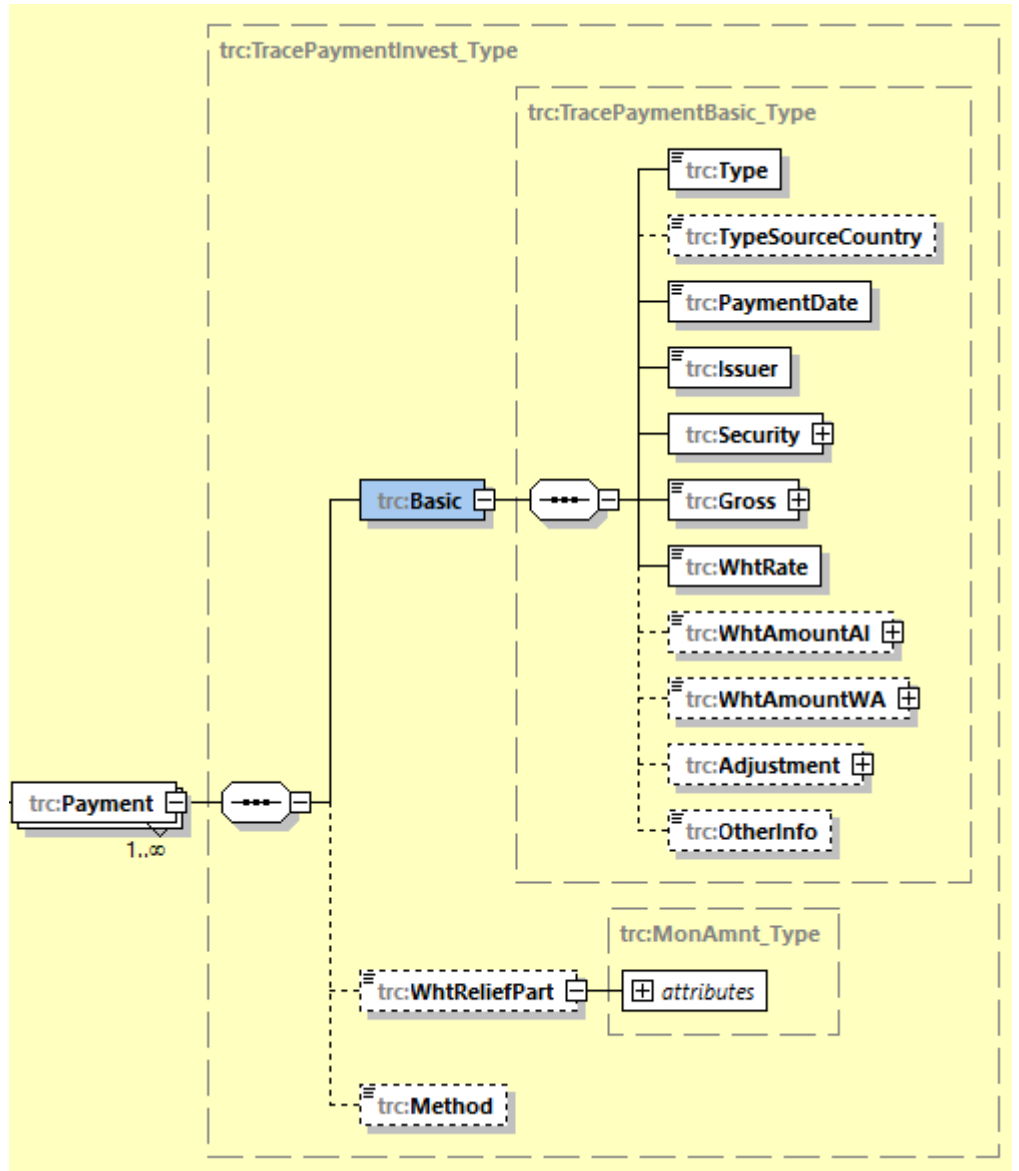 trc:TracePaymentInvest_Type
trc:TracePaymentBasic_Type
trc:Type
trc:TypeSourceCountry
trc:PaymentDate
trc:Issuer
trc:Security
trc:Basic
trc:Gross
trc:WhtRate
trc:WhtAmountAI
trc:WhtAmountWA
trc:Adjustment
trc:Payment
1..∞
trc:OtherInfo
trc:MonAmnt_Type
trc:WhtReliefPart
attributes
trc:Method